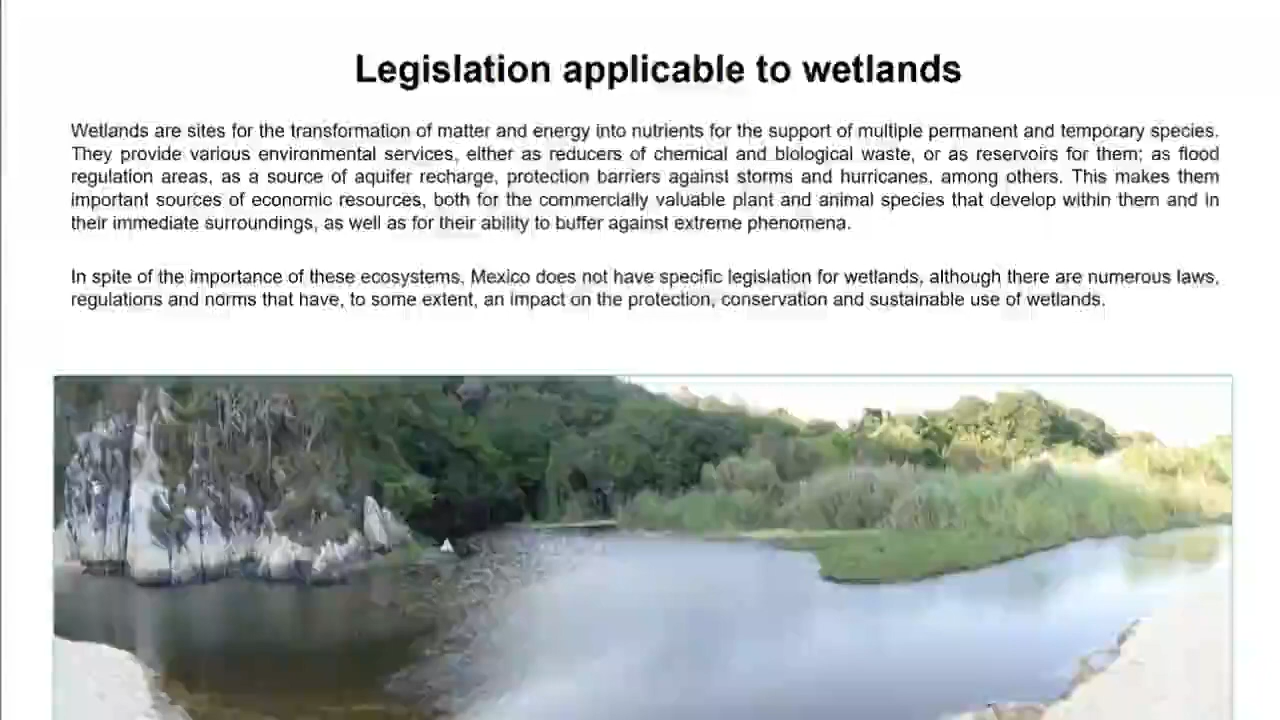 Legislation applicable to wetlands
Wetlands are sites for the transformation of matter and energy into nutrients for the support of multiple permanent and temporary species.
They provide various environmental services, either as reducers of chemical and biological waste, or as reservoirs for them; as flood
regulation areas, as a source of aquifer recharge, protection barriers against storms and hurricanes, among others. This makes them
important sources of economic resources, both for the commercially valuable plant and animal species that develop within them and in
their immediate surroundings, as well as for their ability to buffer against extreme phenomena.
In spite of the importance of these ecosystems, Mexico does not have specific legislation for wetlands, although there are numerous laws,
regulations and norms that have, to some extent, an impact on the protection, conservation and sustainable use of wetlands.